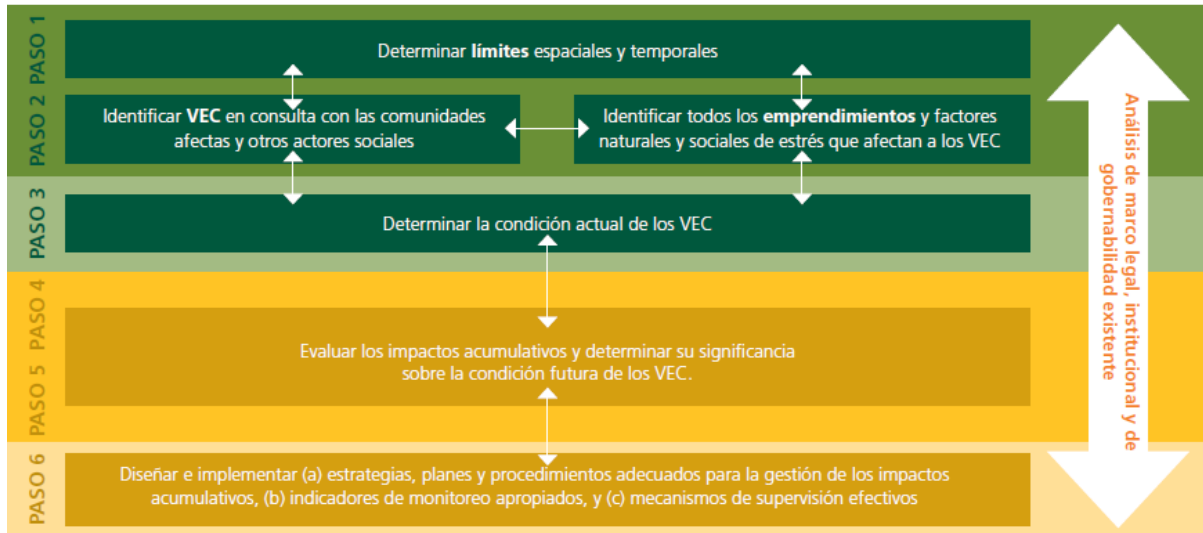 PASO 1
Determinar límites espaciales y temporales
PASO 2
Identificar VEC en consulta con las comunidades
afectas y otros actores sociales
Identificar todos los emprendimientos y factores
naturales y sociales de estrés que afectan a los VEC
PASO 3
Determinar la condición actual de los VEC
PASO 4
PASO 5
Evaluar los impactos acumulativos y determinar su significancia
sobre la condición futura de los VEC.
PASO 6
Diseñar e implementar (a) estrategias, planes y procedimientos adecuados para la gestión de los impactos
acumulativos, (b) indicadores de monitoreo apropiados, y (c) mecanismos de supervisión efectivos
Análisis de marco legal, institucional y de
gobernabilidad existente